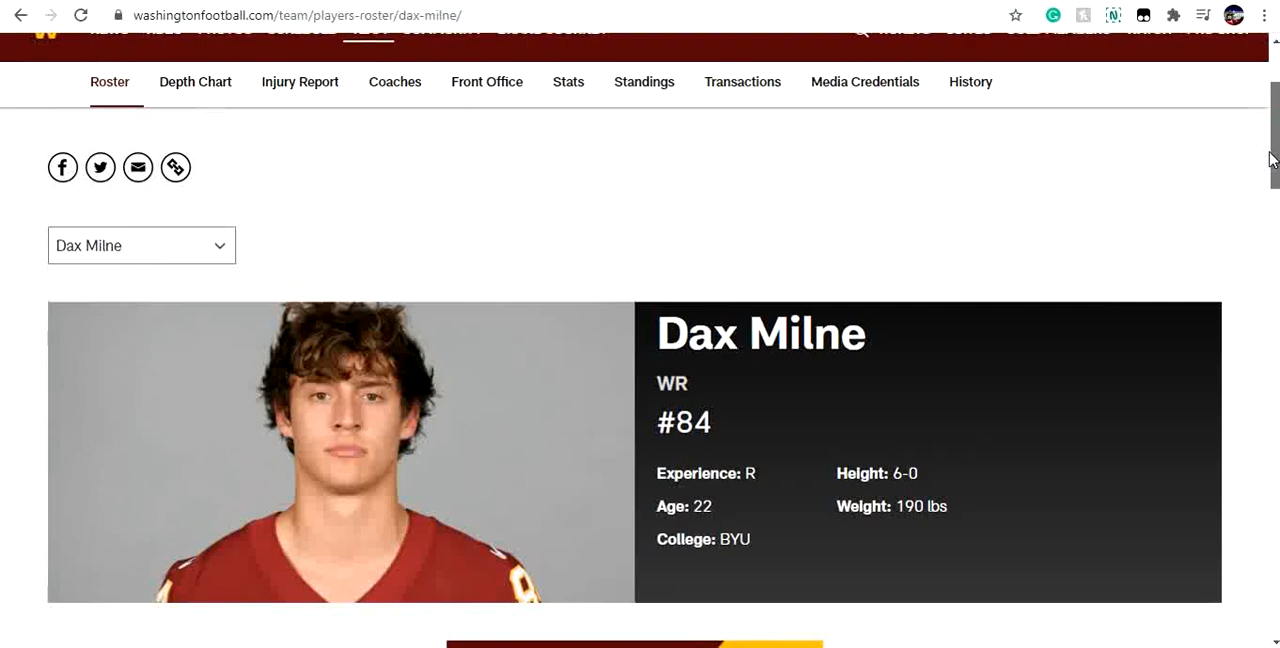 washingtonfootball.com/team/players-roster/dax-milne/
Roster Depth Chart Injury Report Coaches Front Office Stats Standings Transactions Media Credentials History
Dax Milne
Dax Milne
WR
#84
Experience: R Height: 6-0
Age: 22 Weight: 190 lbs
College: BYU